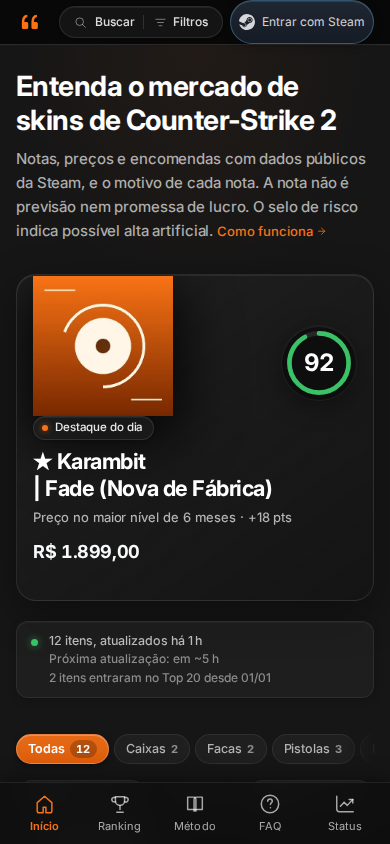 Buscar
Filtros
Entrar com Steam
Entenda o mercado de
skins de Counter-Strike 2
Notas, preços e encomendas com dados públicos
da Steam, e o motivo de cada nota. A nota não é
previsão nem promessa de lucro. O selo de risco
indica possível alta artificial. Como funciona →
92
Destaque do dia
★ Karambit
| Fade (Nova de Fábrica)
Preço no maior nível de 6 meses · +18 pts
R$ 1.899,00
12 itens, atualizados há 1 h
Próxima atualização: em ~5 h
2 itens entraram no Top 20 desde 01/01
Todas 12
Caixas 2
Facas 2
Pistolas 3
Início
Ranking
Método
FAQ
Status